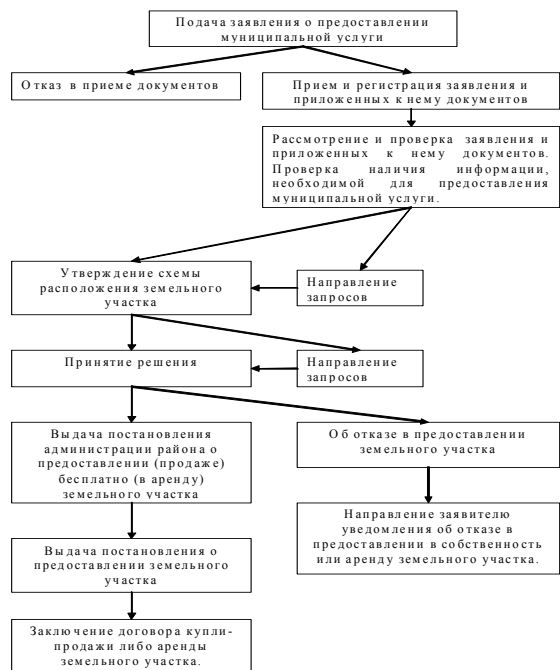 Подача заявления о предоставлении
муниципальной услуги
Отказ в приеме документов
Прием и регистрация заявления и
приложенных к нему документов
Рассмотрение и проверка заявления и
приложенных к нему документов.
Проверка наличия информации,
необходимой для предоставления
муниципальной услуги.
Утверждение схемы
расположения земельного
участка
Направление
запросов
Принятие решения
Направление
запросов
Выдача постановления
администрации района о
предоставлении (продаже)
бесплатно (в аренду)
земельного участка
Об отказе в предоставлении
земельного участка
Направление заявителю
уведомления об отказе в
предоставлении в собственность
или аренду земельного участка.
Выдача постановления о
предоставлении земельного
участка
Заключение договора купли-
продажи либо аренды
земельного участка.